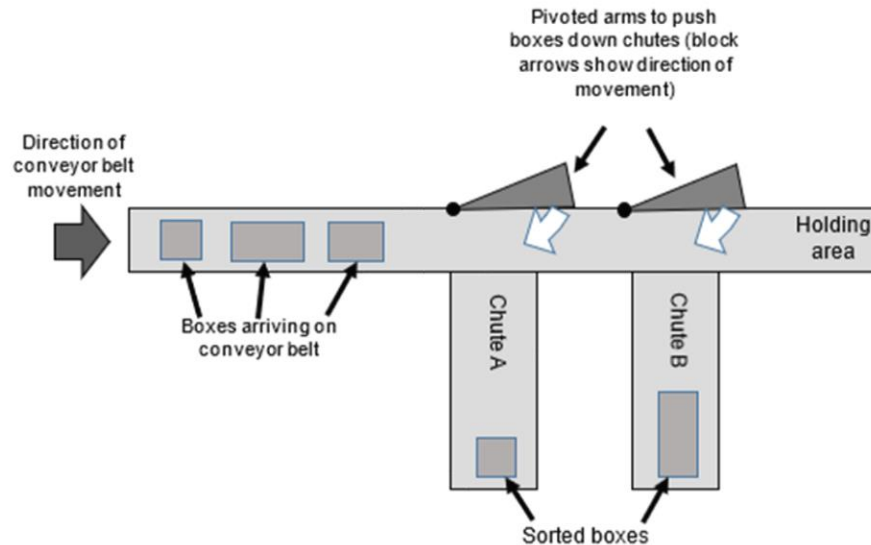 Pivoted arms to push
boxes down chutes (block
arrows show direction of
movement)
Direction of
conveyor belt
movement
Holding
area
Boxes arriving on
conveyor belt
Chute A
Chute B
Sorted boxes